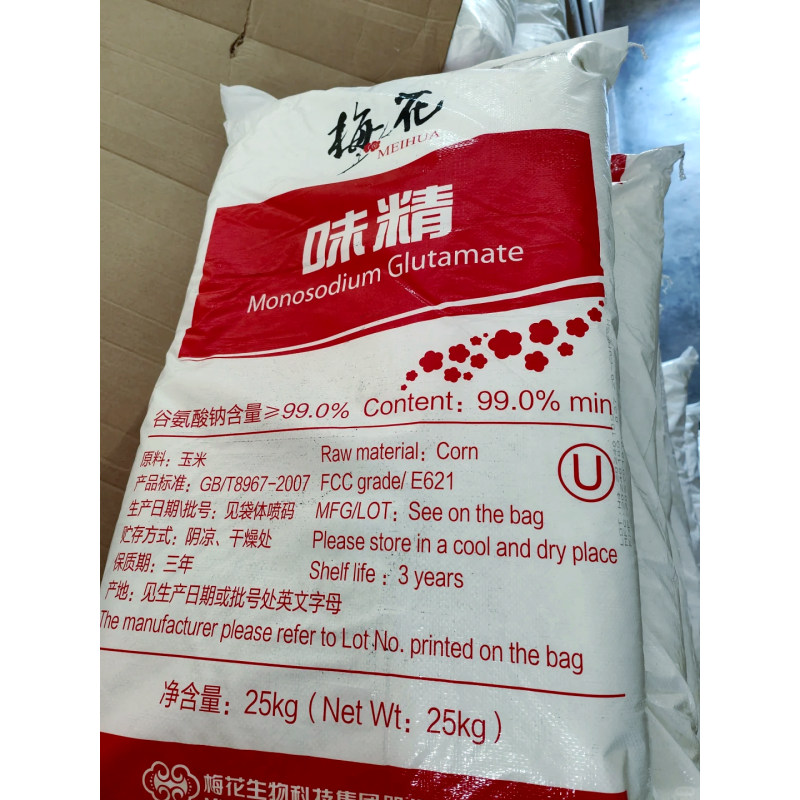 梅花
MEIHUA
味精
Monosodium Glutamate
谷氨酸钠含量≥99.0% Content: 99.0% min
原料: 玉米 Raw material: Corn
产品标准: GB/T8967-2007 FCC grade/ E621
生产日期\批号: 见袋体喷码 MFG/LOT: See on the bag
贮存方式: 阴凉、干燥处 Please store in a cool and dry place
保质期: 三年 Shelf life : 3 years
产地: 见生产日期或批号处英文字母
The manufacturer please refer to Lot No. printed on the bag
U
净含量: 25kg ( Net Wt: 25kg )
梅花生物科技集团